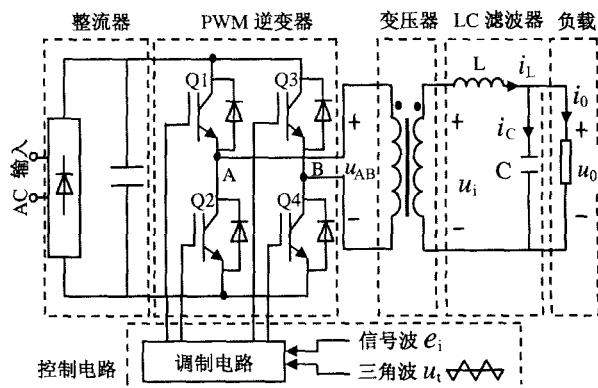 整流器
PWM 逆变器
变压器
LC 滤波器
负载
Q1
Q3
L
iL
i0
iC
AC 输入
A
B
+
uAB
−
+
ui
−
C
+
u0
−
Q2
Q4
控制电路
调制电路
信号波 ei
三角波 ut